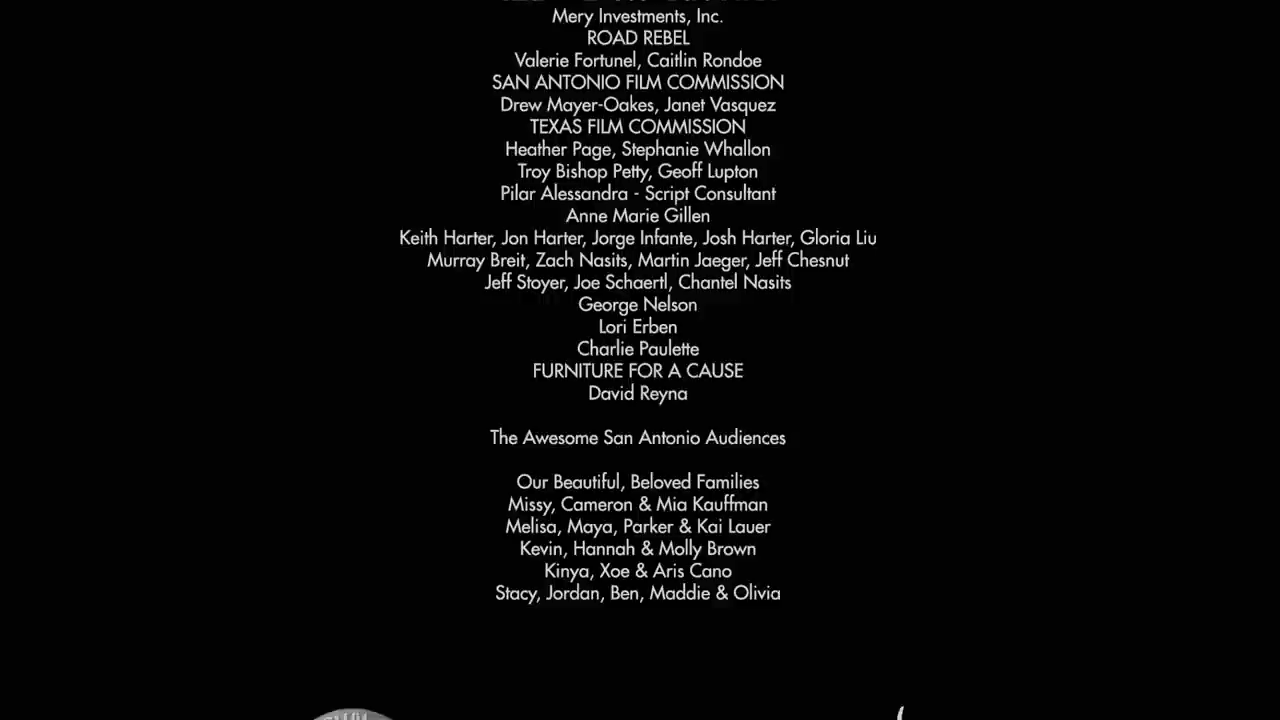 Mery Investments, Inc.
ROAD REBEL
Valerie Fortunel, Caitlin Rondoe
SAN ANTONIO FILM COMMISSION
Drew Mayer-Oakes, Janet Vasquez
TEXAS FILM COMMISSION
Heather Page, Stephanie Whallon
Troy Bishop Petty, Geoff Lupton
Pilar Alessandra - Script Consultant
Anne Marie Gillen
Keith Harter, Jon Harter, Jorge Infante, Josh Harter, Gloria Liu
Murray Breit, Zach Nasits, Martin Jaeger, Jeff Chesnut
Jeff Stoyer, Joe Schaertl, Chantel Nasits
George Nelson
Lori Erben
Charlie Paulette
FURNITURE FOR A CAUSE
David Reyna
The Awesome San Antonio Audiences
Our Beautiful, Beloved Families
Missy, Cameron & Mia Kauffman
Melisa, Maya, Parker & Kai Lauer
Kevin, Hannah & Molly Brown
Kinya, Xoe & Aris Cano
Stacy, Jordan, Ben, Maddie & Olivia